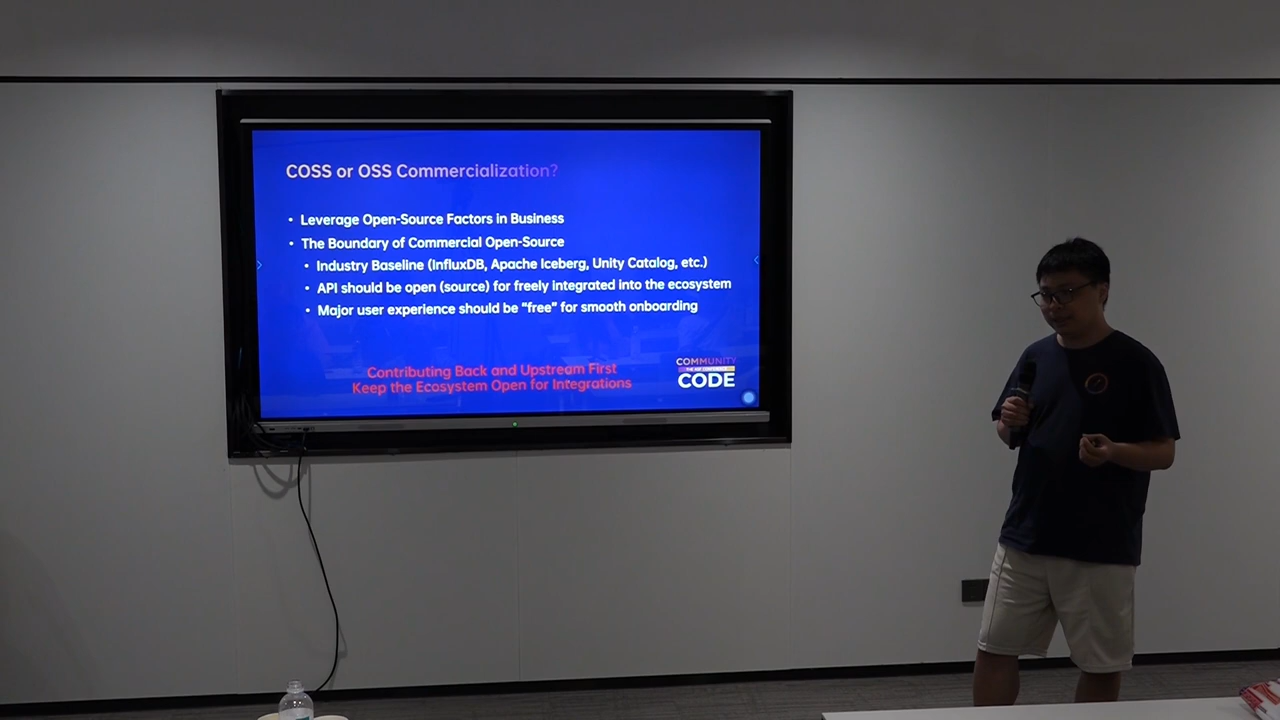 COSS or OSS Commercialization?
• Leverage Open-Source Factors in Business
• The Boundary of Commercial Open-Source
• Industry Baseline (InfluxDB, Apache Iceberg, Unity Catalog, etc.)
• API should be open (source) for freely integrated into the ecosystem
• Major user experience should be “free” for smooth onboarding
Contributing Back and Upstream First
Keep the Ecosystem Open for Integrations
COMMUNITY
THE ASF CONFERENCE
CODE